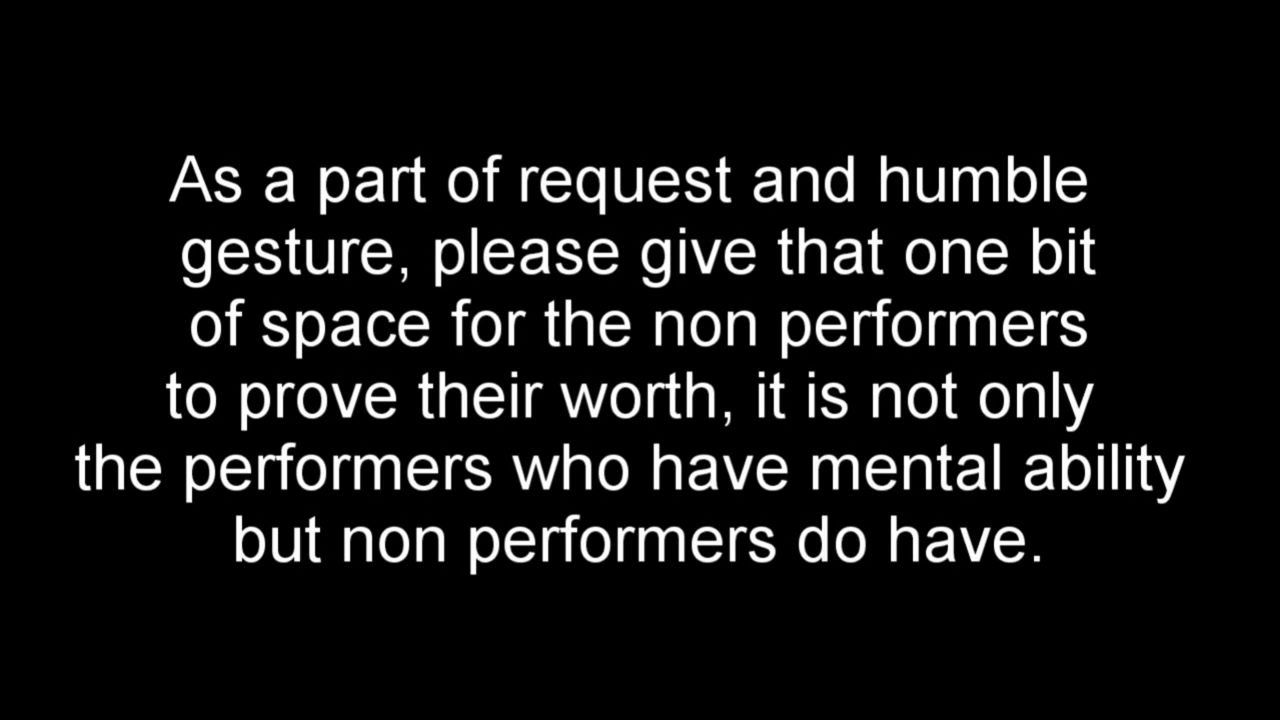 As a part of request and humble
gesture, please give that one bit
of space for the non performers
to prove their worth, it is not only
the performers who have mental ability
but non performers do have.